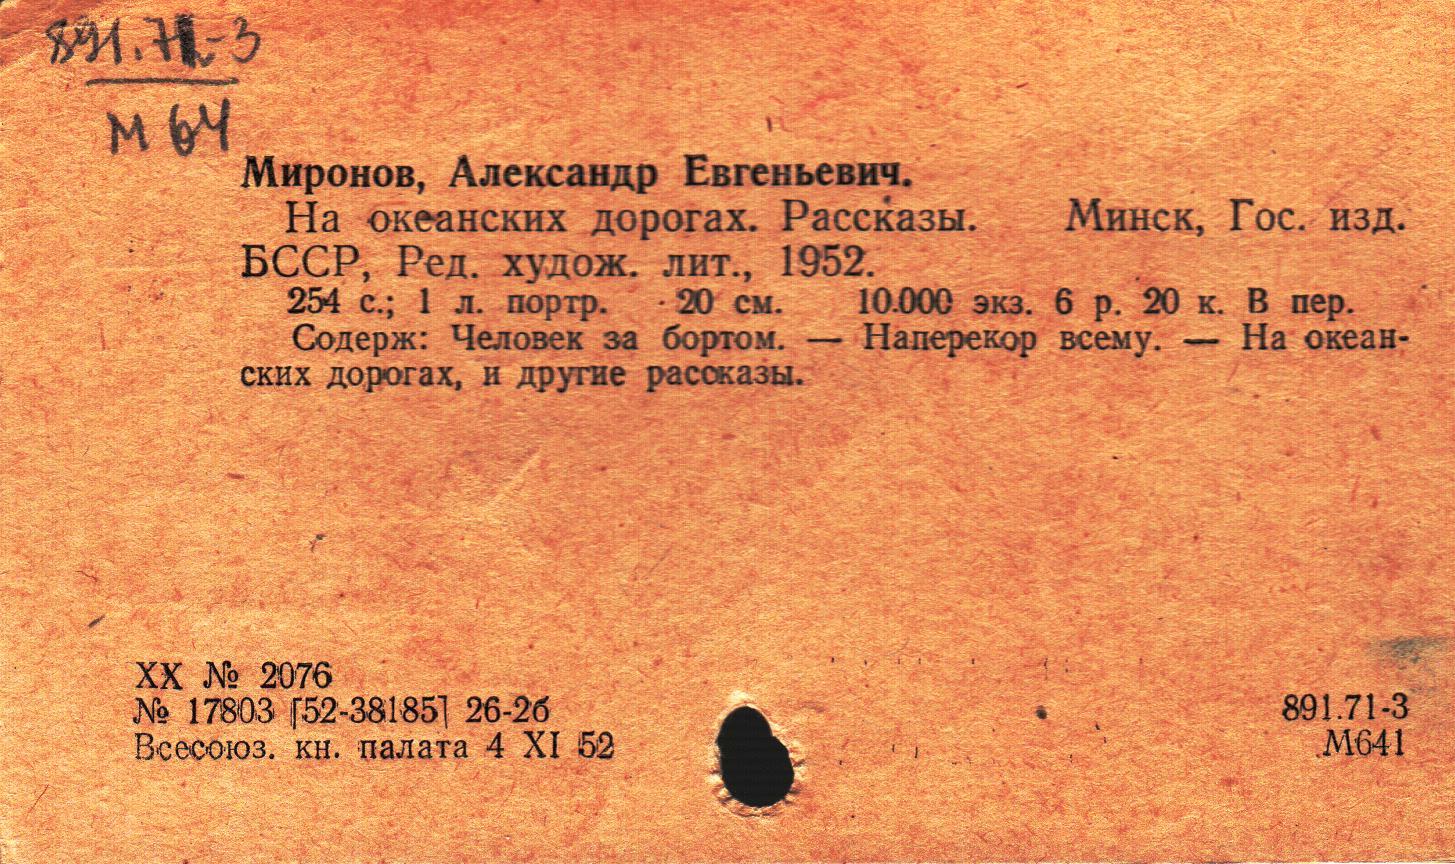 891.71-3
М 64
Миронов, Александр Евгеньевич.
На океанских дорогах. Рассказы. Минск, Гос. изд.
БССР, Ред. худож. лит., 1952.
254 с.; 1 л. портр. 20 см. 10.000 экз. 6 р. 20 к. В пер.
Содерж: Человек за бортом. — Наперекор всему. — На океан-
ских дорогах, и другие рассказы.
XX № 2076
№ 17803 [52-38185] 26-2б
Всесоюз. кн. палата 4 XI 52
891.71-3
М641